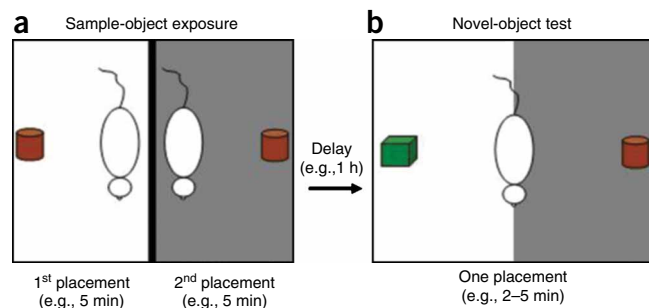 a Sample-object exposure
b Novel-object test
Delay
(e.g.,1 h)
1st placement
(e.g., 5 min)
2nd placement
(e.g., 5 min)
One placement
(e.g., 2–5 min)